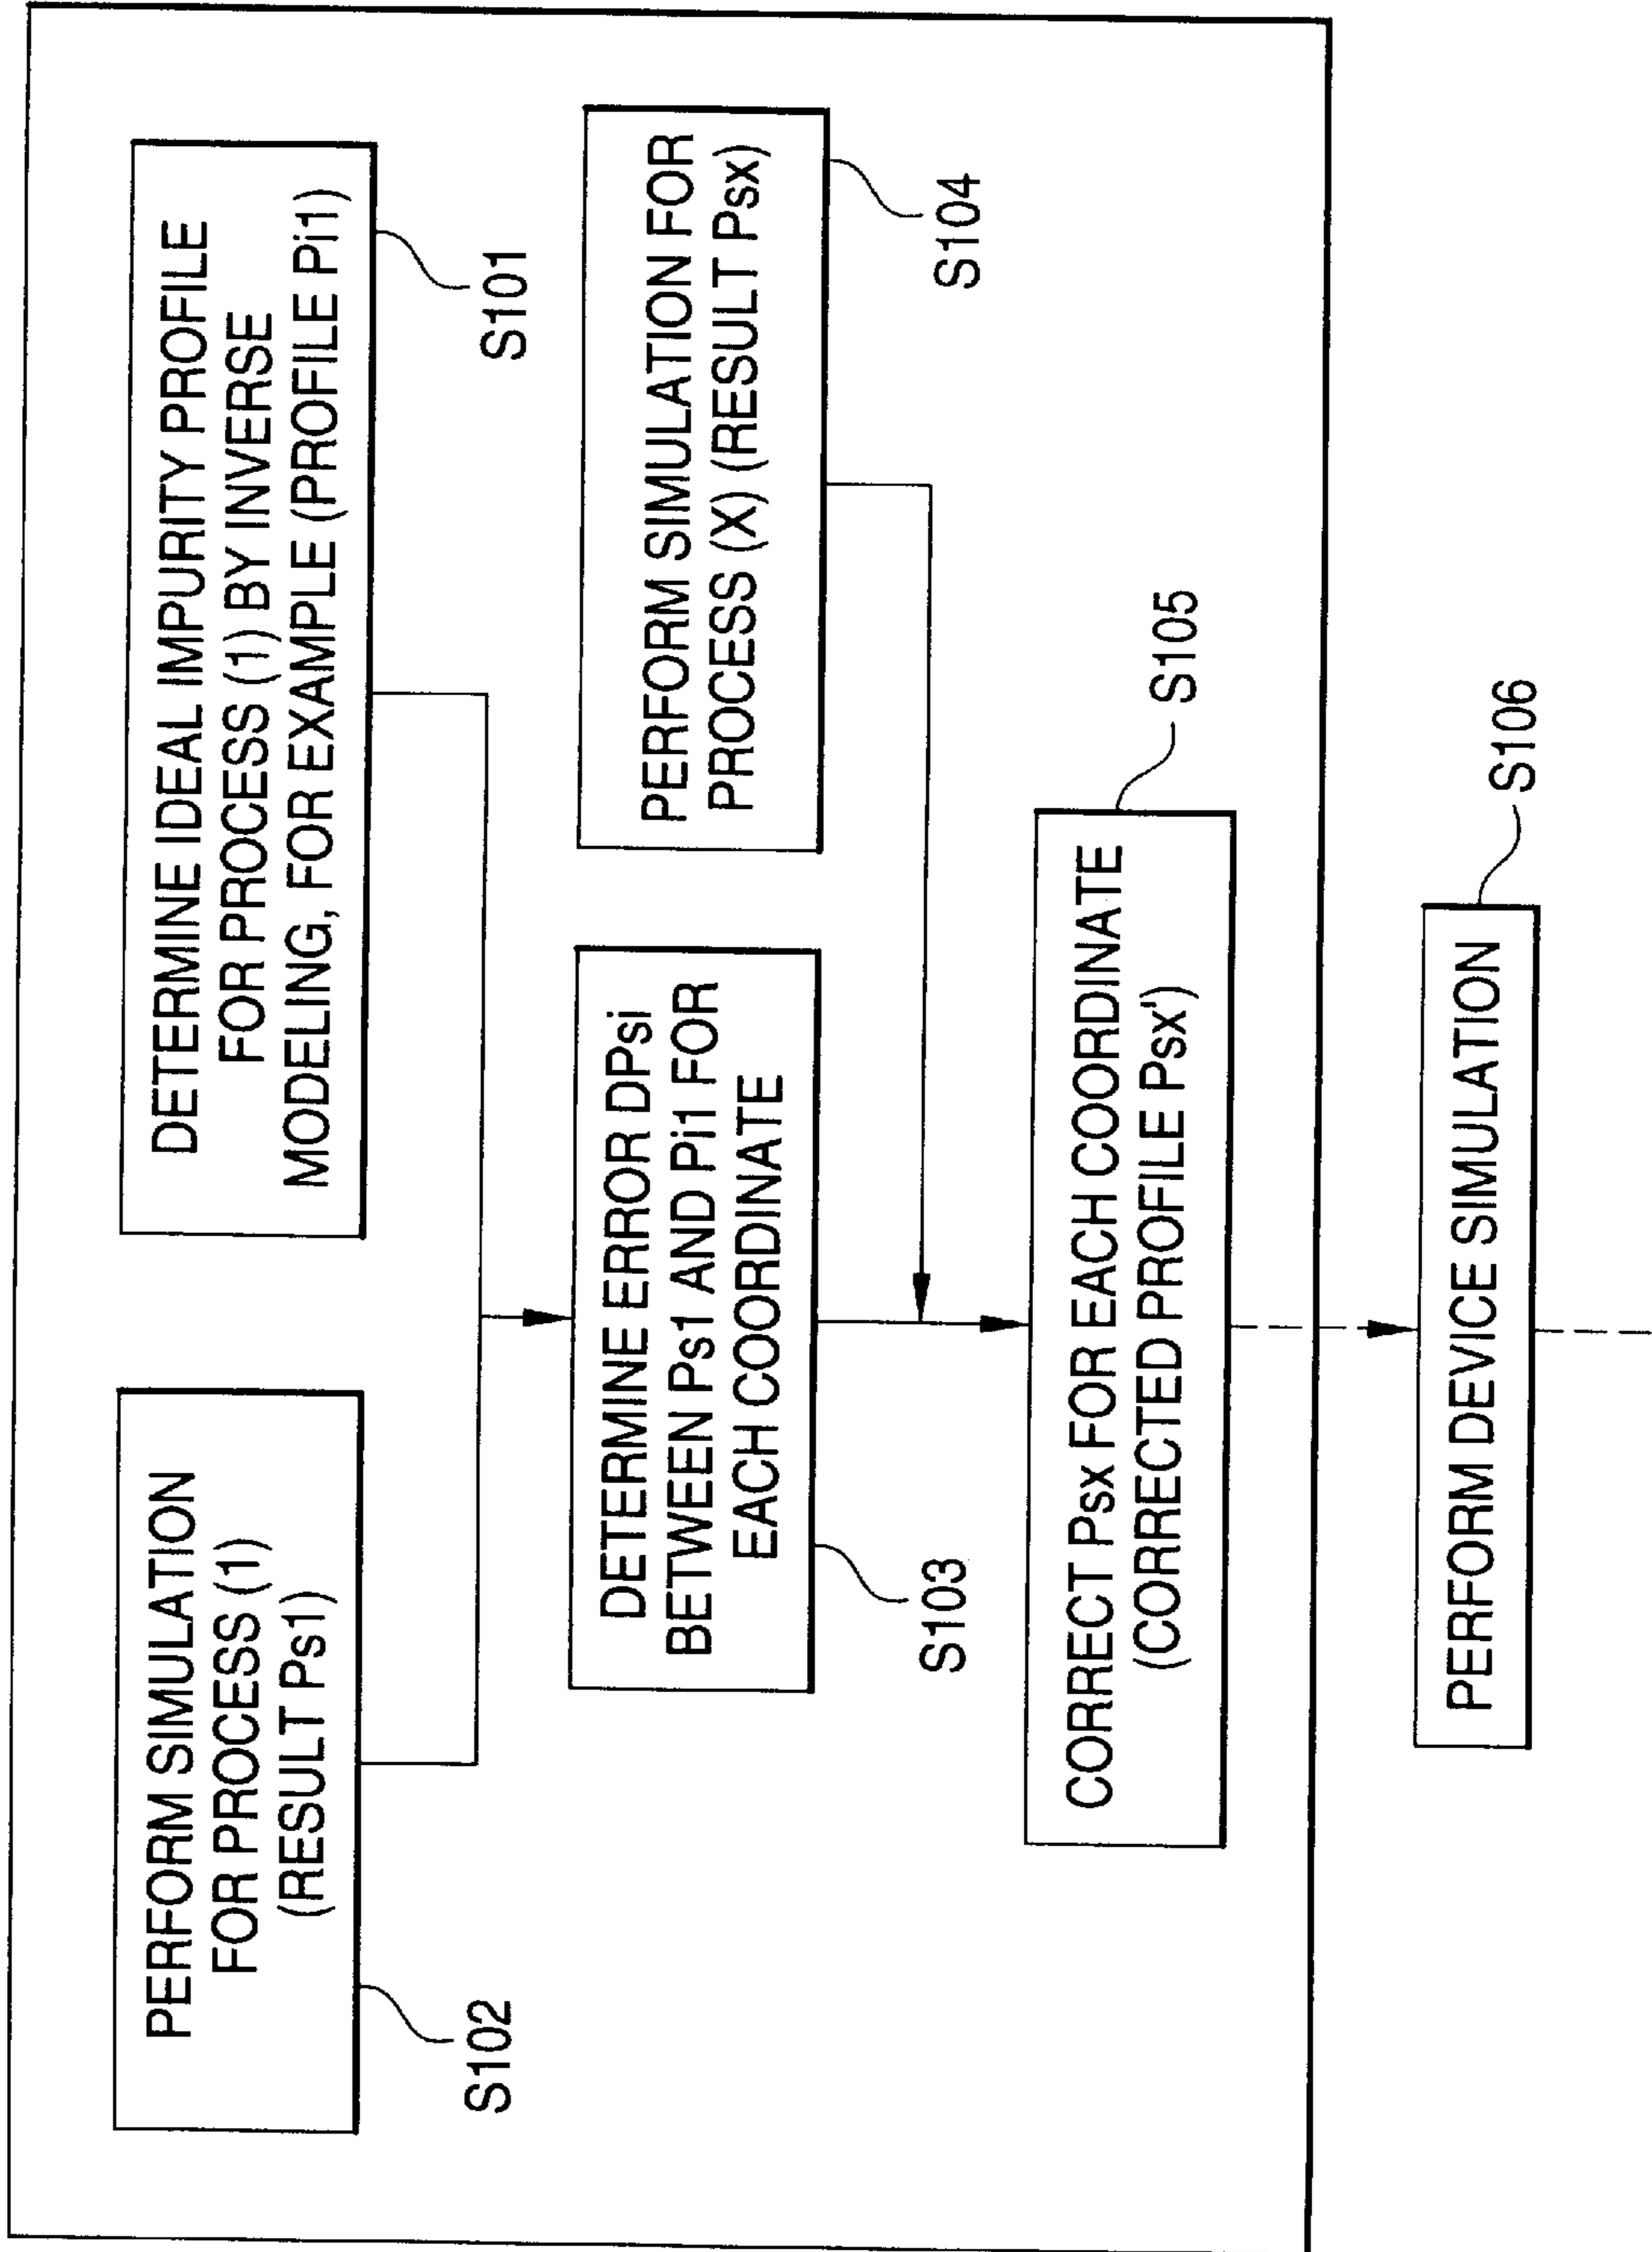 PERFORM SIMULATION
FOR PROCESS (1)
(RESULT Ps1)
S102
DETERMINE IDEAL IMPURITY PROFILE
FOR PROCESS (1) BY INVERSE
MODELING, FOR EXAMPLE (PROFILE Pi1)
S101
DETERMINE ERROR DPsi
BETWEEN Ps1 AND Pi1 FOR
EACH COORDINATE
S103
PERFORM SIMULATION FOR
PROCESS (X) (RESULT Psx)
S104
CORRECT Psx FOR EACH COORDINATE
(CORRECTED PROFILE Psx')
S105
PERFORM DEVICE SIMULATION
S106